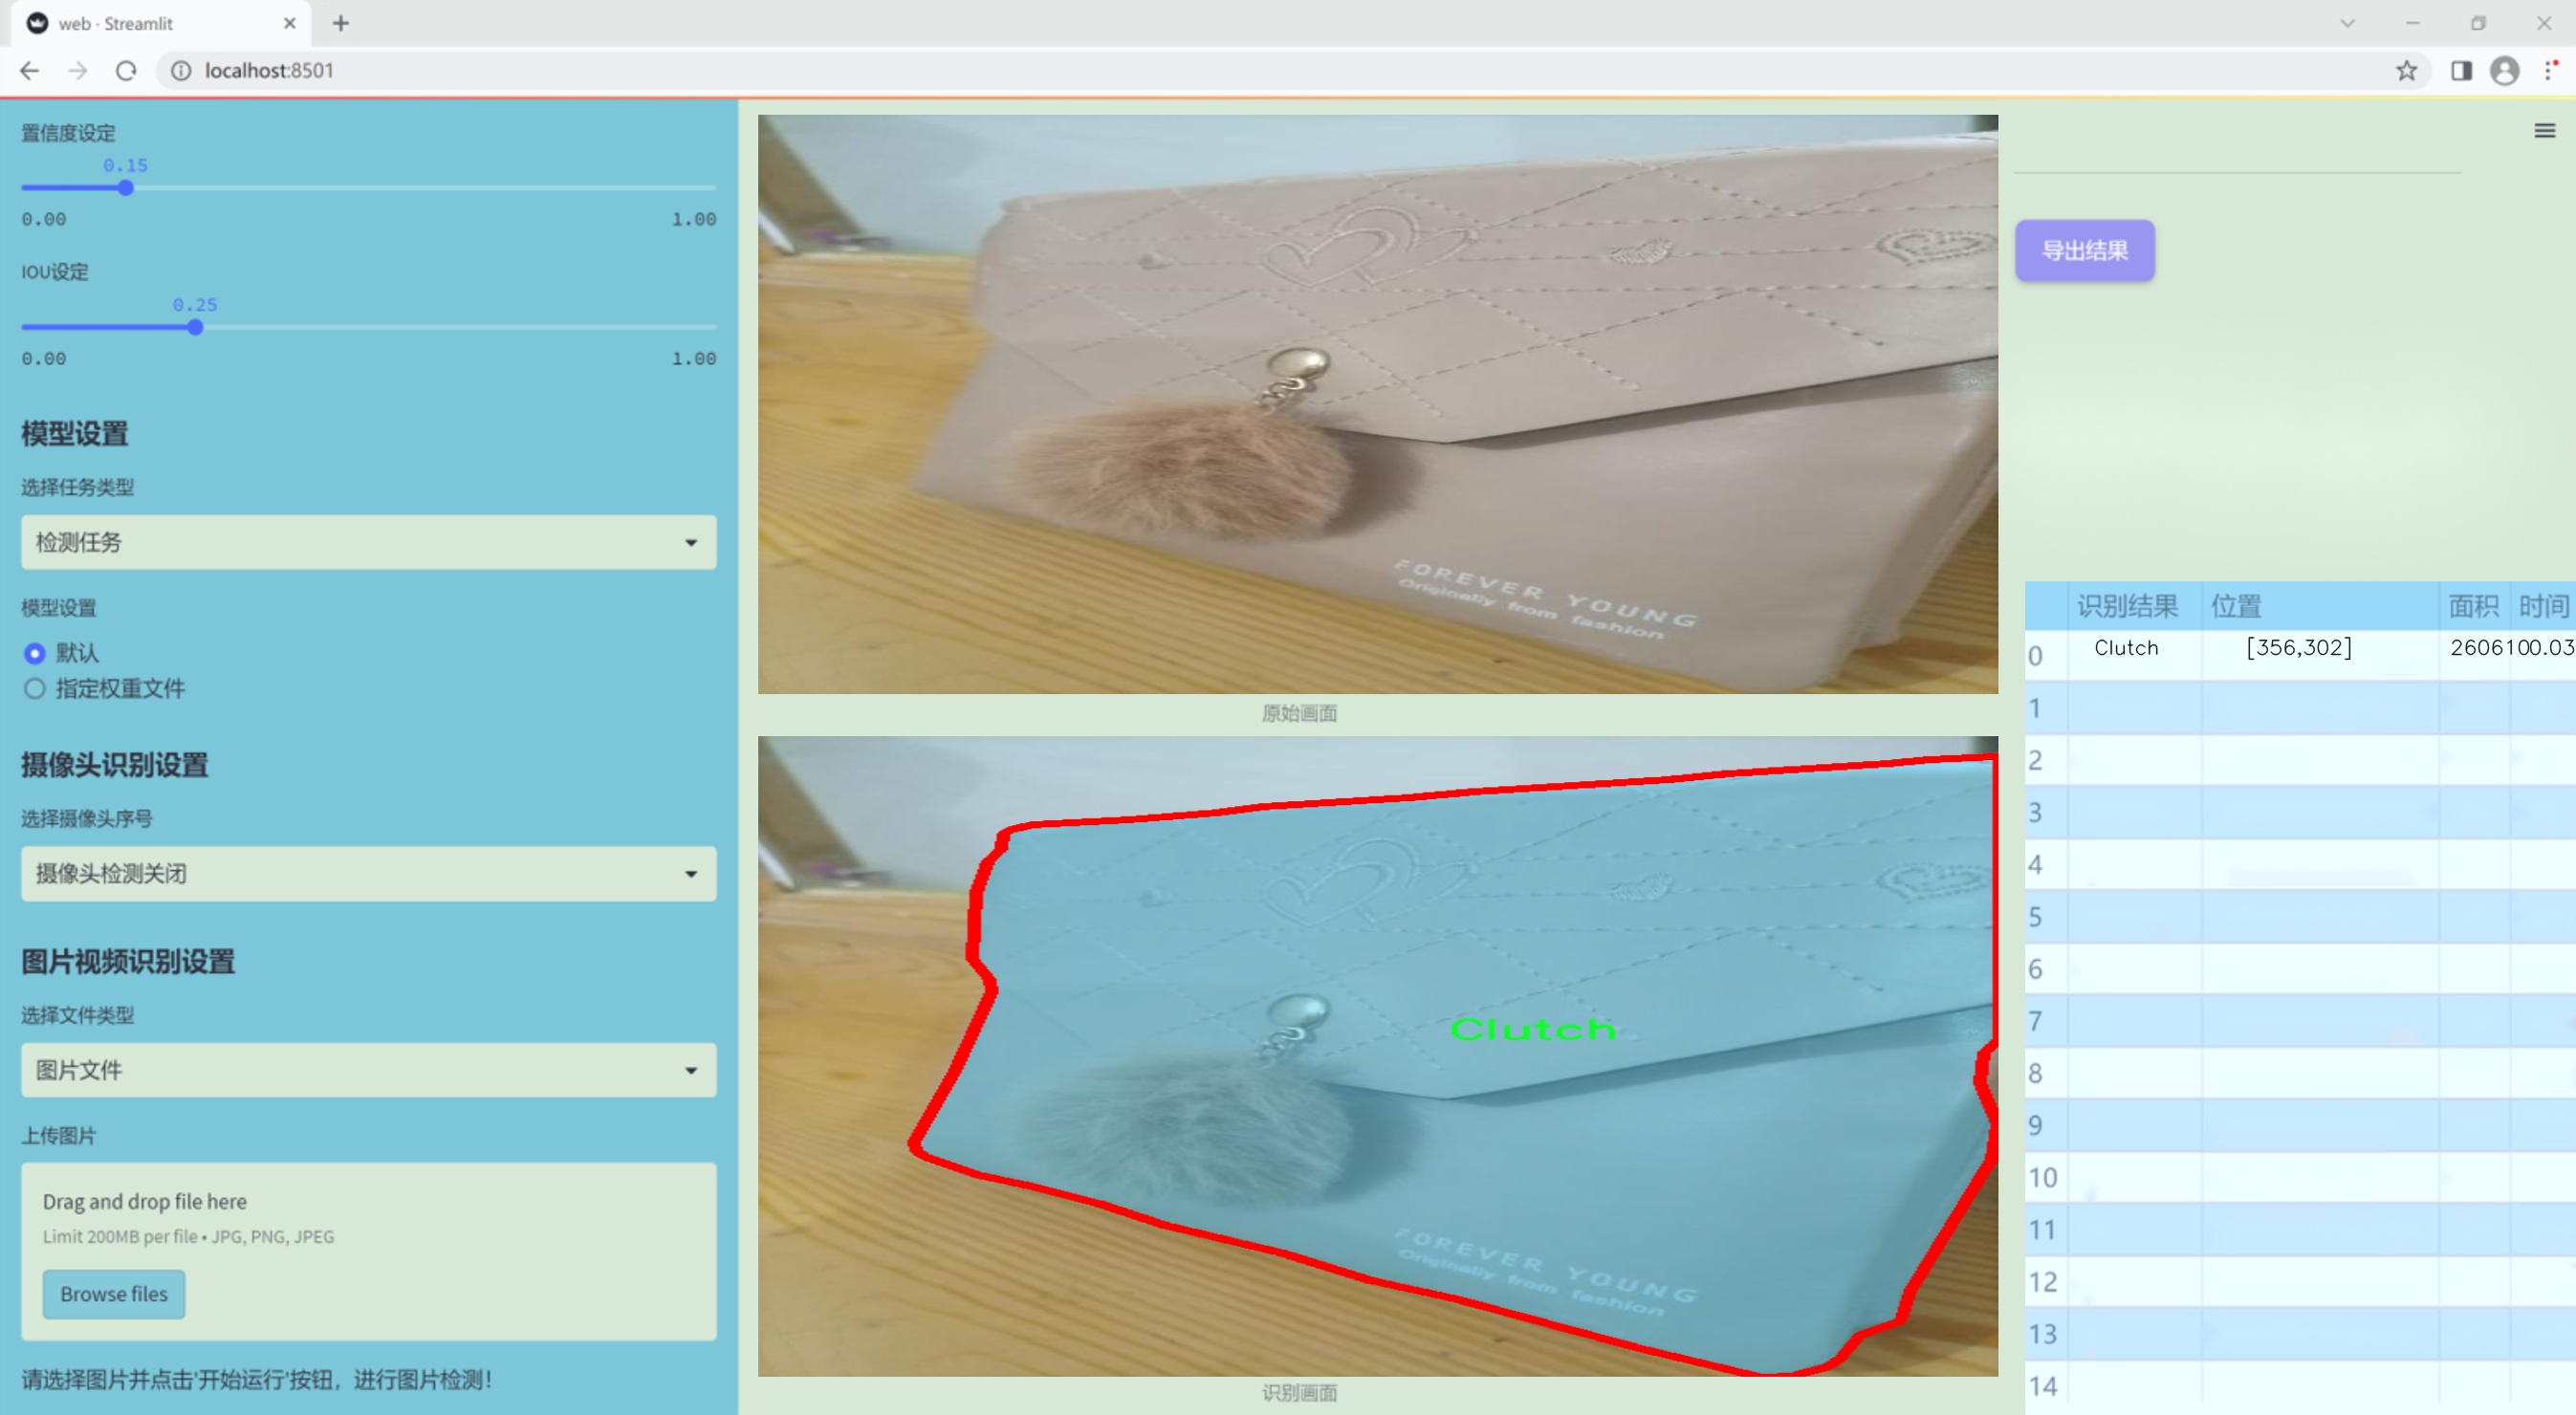 web · Streamlit
localhost:8501
置信度设定
0.15
0.00 1.00
IOU设定
0.25
0.00 1.00
模型设置
选择任务类型
检测任务
模型设置
默认
指定权重文件
摄像头识别设置
选择摄像头序号
摄像头检测关闭
图片视频识别设置
选择文件类型
图片文件
上传图片
Drag and drop file here
Limit 200MB per file • JPG, PNG, JPEG
Browse files
请选择图片并点击'开始运行'按钮，进行图片检测！
FOREVER YOUNG
Originally from fashion
原始画面
Clutch
FOREVER YOUNG
Originally from fashion
识别画面
导出结果
识别结果 位置 面积 时间
0 Clutch [356,302] 2606100.03
1
2
3
4
5
6
7
8
9
10
11
12
13
14